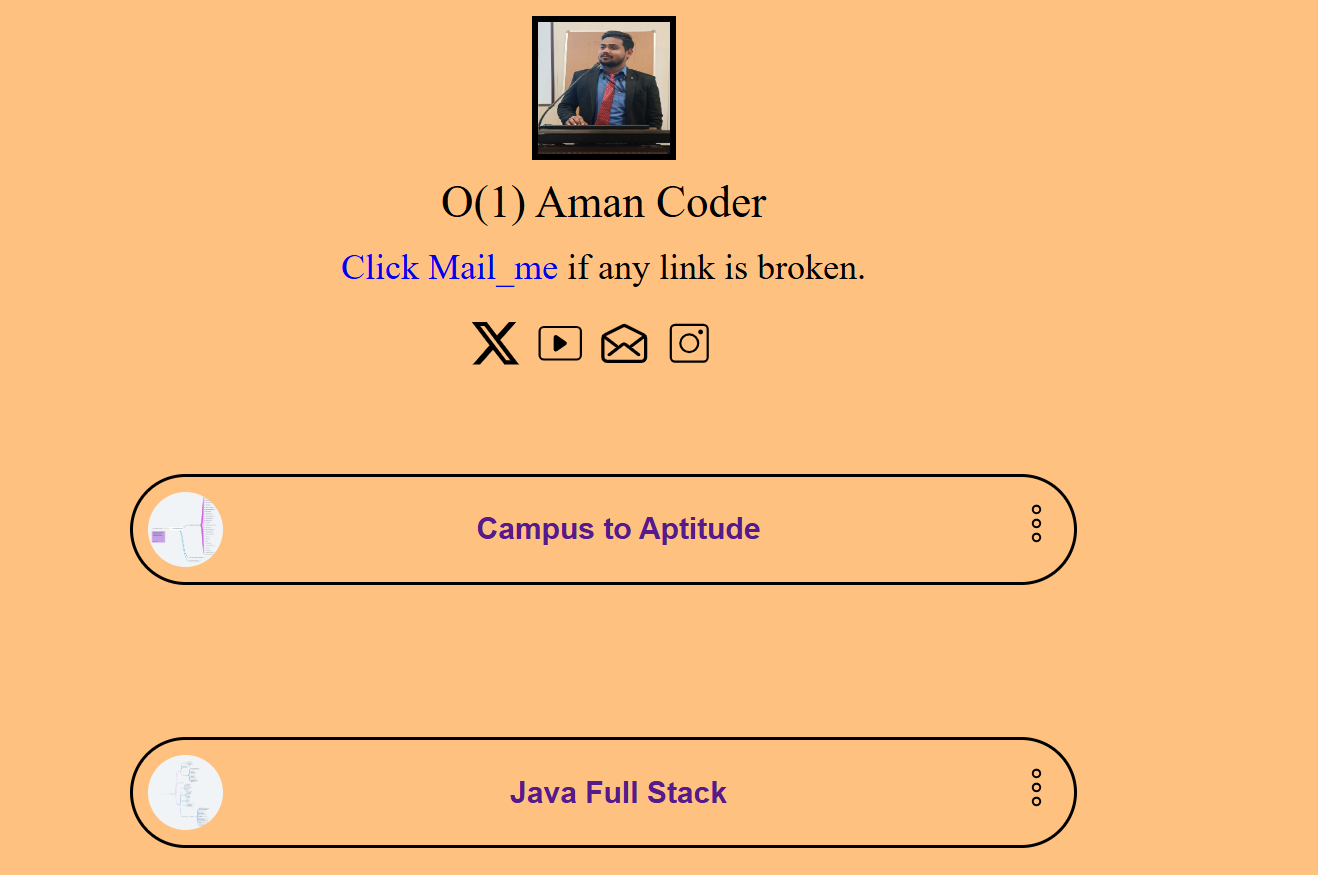 O(1) Aman Coder
Click Mail_me if any link is broken.
Campus to Aptitude
Java Full Stack